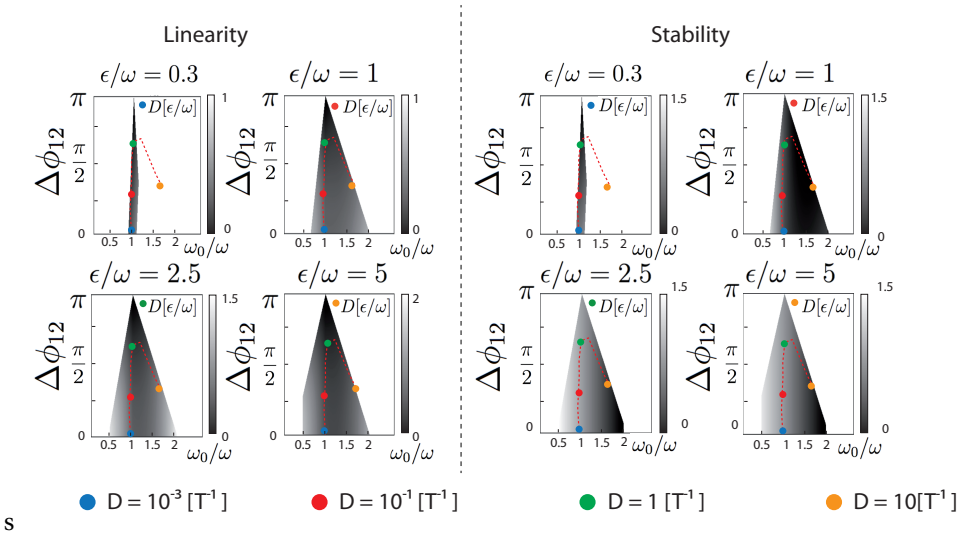 Linearity
Stability
ϵ/ω = 0.3
ϵ/ω = 1
ϵ/ω = 0.3
ϵ/ω = 1
π
D[ϵ/ω]
1
π
D[ϵ/ω]
1
π
D[ϵ/ω]
1.5
π
D[ϵ/ω]
1.5
Δϕ12
π/2
Δϕ12
π/2
Δϕ12
π/2
Δϕ12
π/2
0
0
0
0
0
0
0
0
0.5 1 1.5 2 ω0/ω
0.5 1 1.5 2 ω0/ω
0.5 1 1.5 2 ω0/ω
0.5 1 1.5 2 ω0/ω
ϵ/ω = 2.5
ϵ/ω = 5
ϵ/ω = 2.5
ϵ/ω = 5
π
D[ϵ/ω]
1.5
π
D[ϵ/ω]
2
π
D[ϵ/ω]
1.5
π
D[ϵ/ω]
1.5
Δϕ12
π/2
Δϕ12
π/2
Δϕ12
π/2
Δϕ12
π/2
0
0
0
0
0
0
0
0
0.5 1 1.5 2 ω0/ω
0.5 1 1.5 2 ω0/ω
0.5 1 1.5 2 ω0/ω
0.5 1 1.5 2 ω0/ω
D = 10⁻³ [T⁻¹]
D = 10⁻¹ [T⁻¹]
D = 1 [T⁻¹]
D = 10[T⁻¹]
s